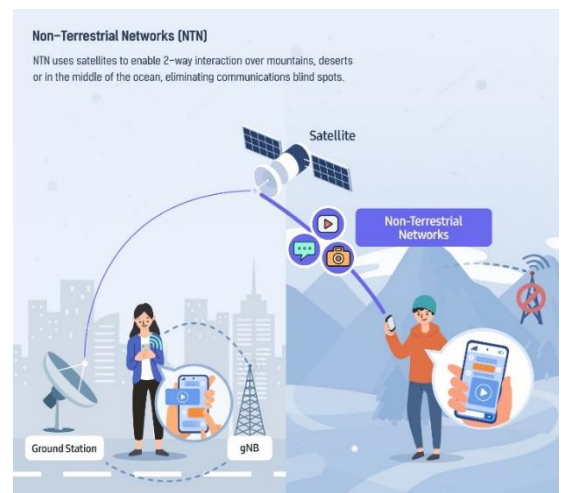 Non-Terrestrial Networks (NTN)
NTN uses satellites to enable 2-way interaction over mountains, deserts
or in the middle of the ocean, eliminating communications blind spots.
Satellite
Non-Terrestrial
Networks
Ground Station
gNB